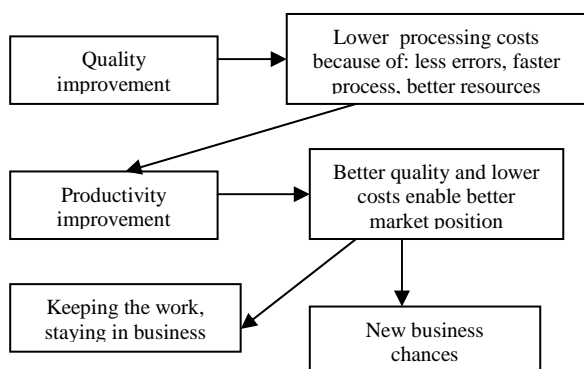 Quality
improvement
Lower processing costs
because of: less errors, faster
process, better resources
Productivity
improvement
Better quality and lower
costs enable better
market position
Keeping the work,
staying in business
New business
chances